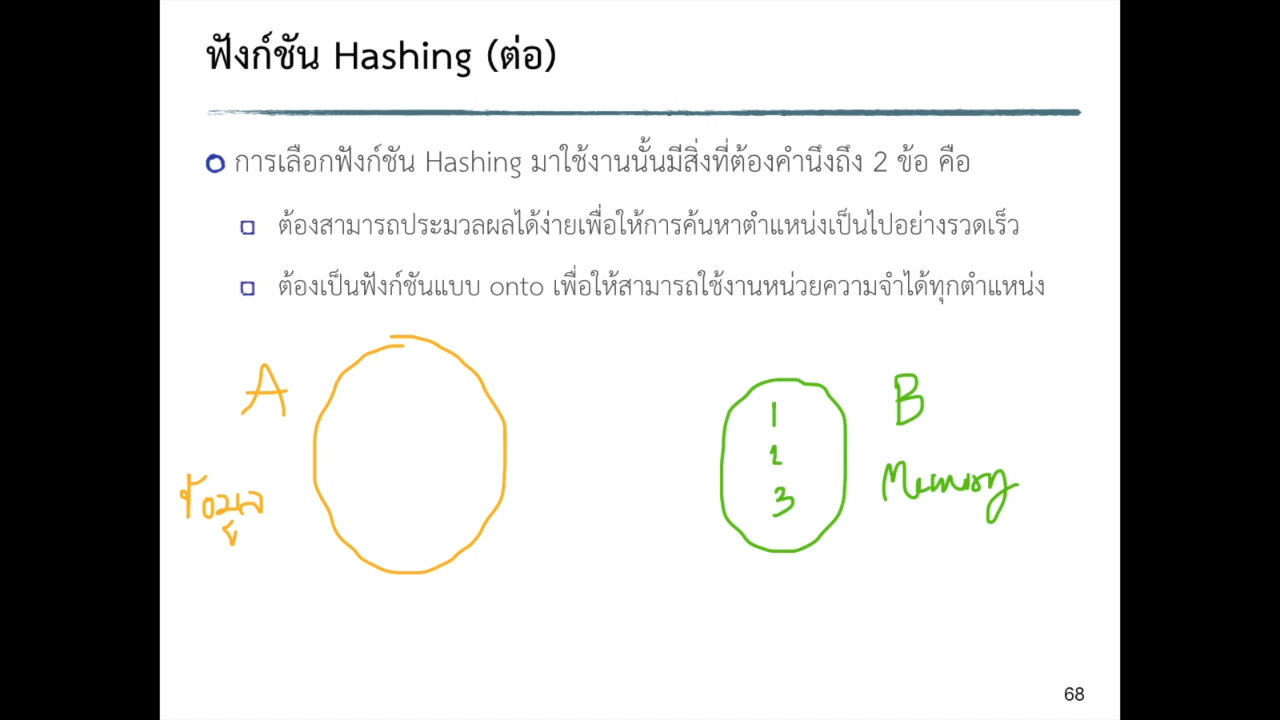 ฟังก์ชัน Hashing (ต่อ)
การเลือกฟังก์ชัน Hashing มาใช้งานนั้นมีสิ่งที่ต้องคำนึงถึง 2 ข้อ คือ
ต้องสามารถประมวลผลได้ง่ายเพื่อให้การค้นหาตำแหน่งเป็นไปอย่างรวดเร็ว
ต้องเป็นฟังก์ชันแบบ onto เพื่อให้สามารถใช้งานหน่วยความจำได้ทุกตำแหน่ง
A
ข้อมูล
1
2
3
B
Memory
68